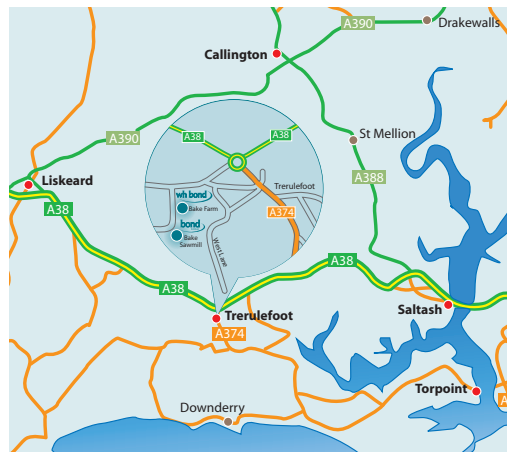 A390
Drakewalls
Callington
A38
A38
A390
St Mellion
Trerulefoot
A388
Liskeard
wh bond
Bake Farm
A374
bond
Bake
Sawmill
West Lane
A38
A38
A38
Trerulefoot
Saltash
A374
Torpoint
Downderry
A